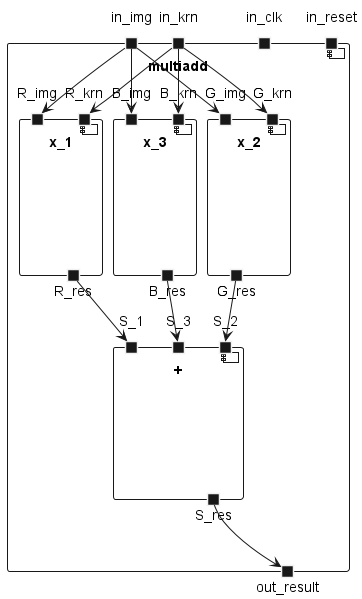 in_img in_krn in_clk in_reset
multiadd
R_img R_krn B_img B_krn G_img G_krn
x_1 x_3 x_2
R_res B_res G_res
S_1 S_3 S_2
+
S_res
out_result